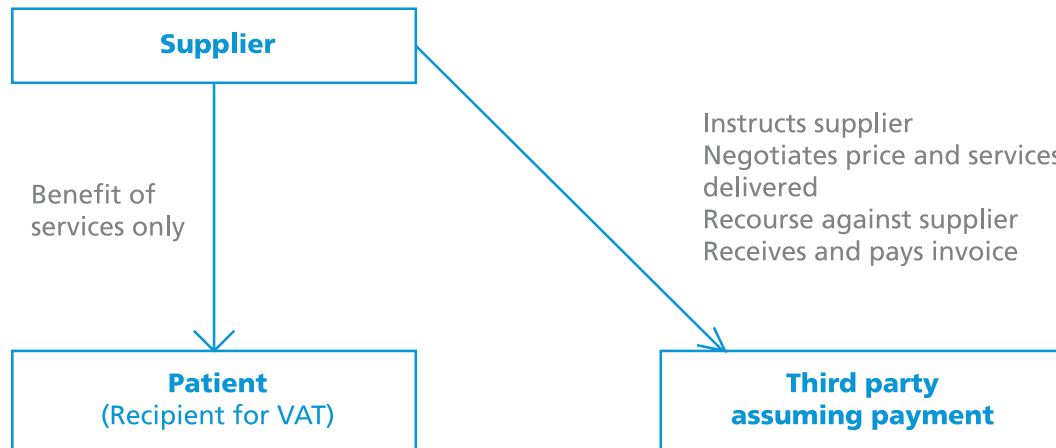 Supplier
Benefit of
services only
Instructs supplier
Negotiates price and services
delivered
Recourse against supplier
Receives and pays invoice
Patient
(Recipient for VAT)
Third party
assuming payment